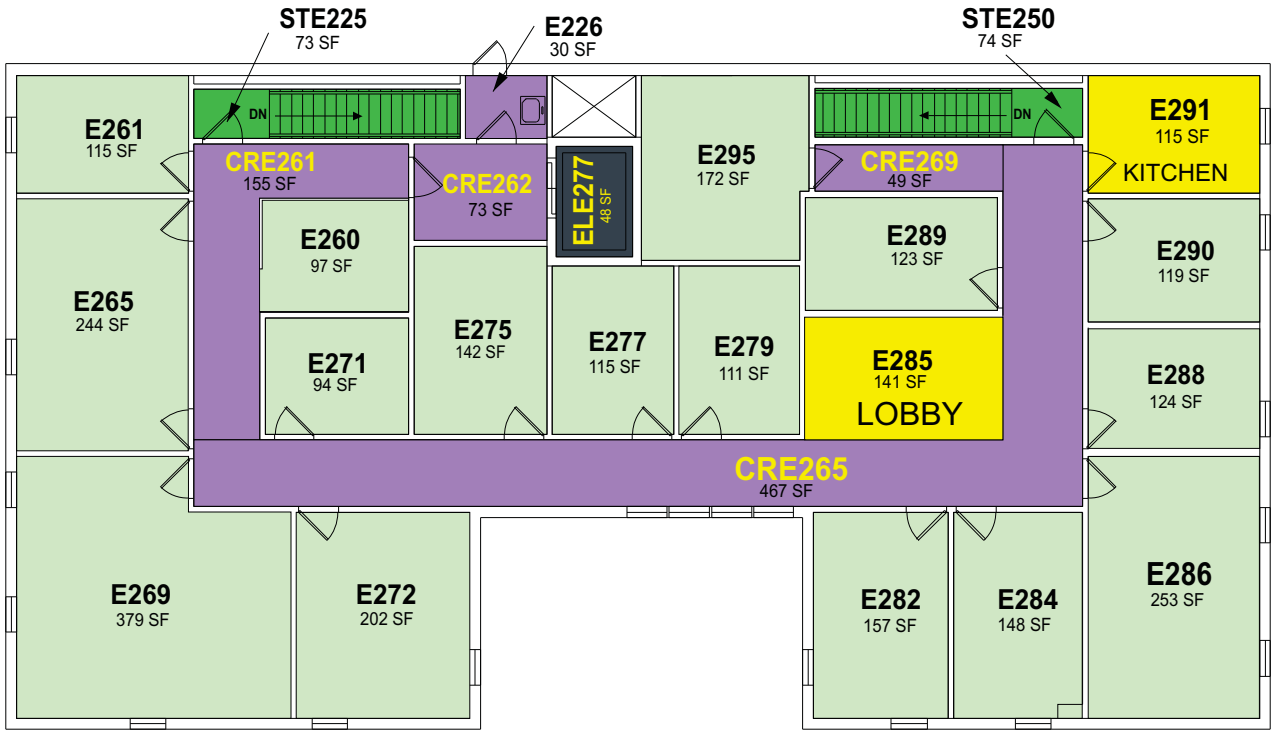 STE225
73 SF
E226
30 SF
STE250
74 SF
E261
115 SF
DN
CRE261
155 SF
CRE262
73 SF
ELE277
48 SF
E295
172 SF
DN
CRE269
49 SF
E291
115 SF
KITCHEN
E265
244 SF
E260
97 SF
E289
123 SF
E290
119 SF
E271
94 SF
E275
142 SF
E277
115 SF
E279
111 SF
E285
141 SF
LOBBY
E288
124 SF
CRE265
467 SF
E269
379 SF
E272
202 SF
E282
157 SF
E284
148 SF
E286
253 SF